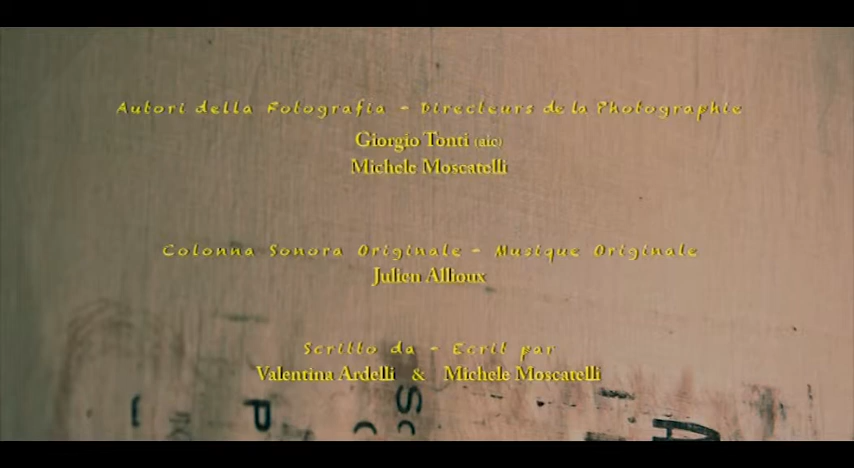 Autori della Fotografia - Directeurs de la Photographie
Giorgio Tonti (aic)
Michele Moscatelli
Colonna Sonora Originale - Musique Originale
Julien Allioux
Scritto da - Ecrit par
Valentina Ardelli & Michele Moscatelli